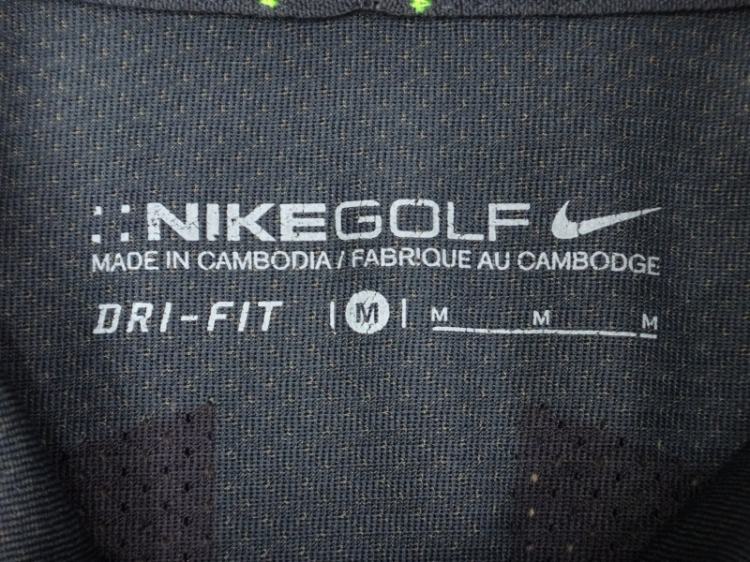 NIKEGOLF
MADE IN CAMBODIA / FABRIQUE AU CAMBODGE
DRI-FIT | M | M M M